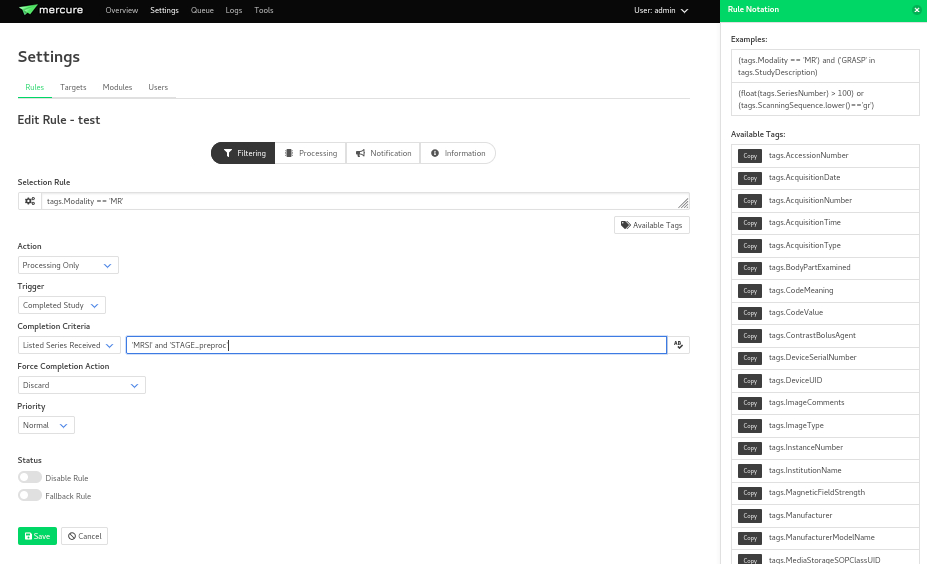 mercure
Overview Settings Queue Logs Tools
User: admin
Settings
Rules Targets Modules Users
Edit Rule - test
Filtering Processing Notification Information
Selection Rule
tags.Modality == 'MR'
Available Tags
Action
Processing Only
Trigger
Completed Study
Completion Criteria
Listed Series Received
'MRSI' and 'STAGE_preproc'
AB
Force Completion Action
Discard
Priority
Normal
Status
Disable Rule
Fallback Rule
Save Cancel
Rule Notation
Examples:
(tags.Modality == 'MR') and ('GRASP' in
tags.StudyDescription)
(float(tags.SeriesNumber) > 100) or
(tags.ScanningSequence.lower()=='gr')
Available Tags:
Copy tags.AccessionNumber
Copy tags.AcquisitionDate
Copy tags.AcquisitionNumber
Copy tags.AcquisitionTime
Copy tags.AcquisitionType
Copy tags.BodyPartExamined
Copy tags.CodeMeaning
Copy tags.CodeValue
Copy tags.ContrastBolusAgent
Copy tags.DeviceSerialNumber
Copy tags.DeviceUID
Copy tags.ImageComments
Copy tags.ImageType
Copy tags.InstanceNumber
Copy tags.InstitutionName
Copy tags.MagneticFieldStrength
Copy tags.Manufacturer
Copy tags.ManufacturerModelName
Copy tags.MediaStorageSOPClassUID